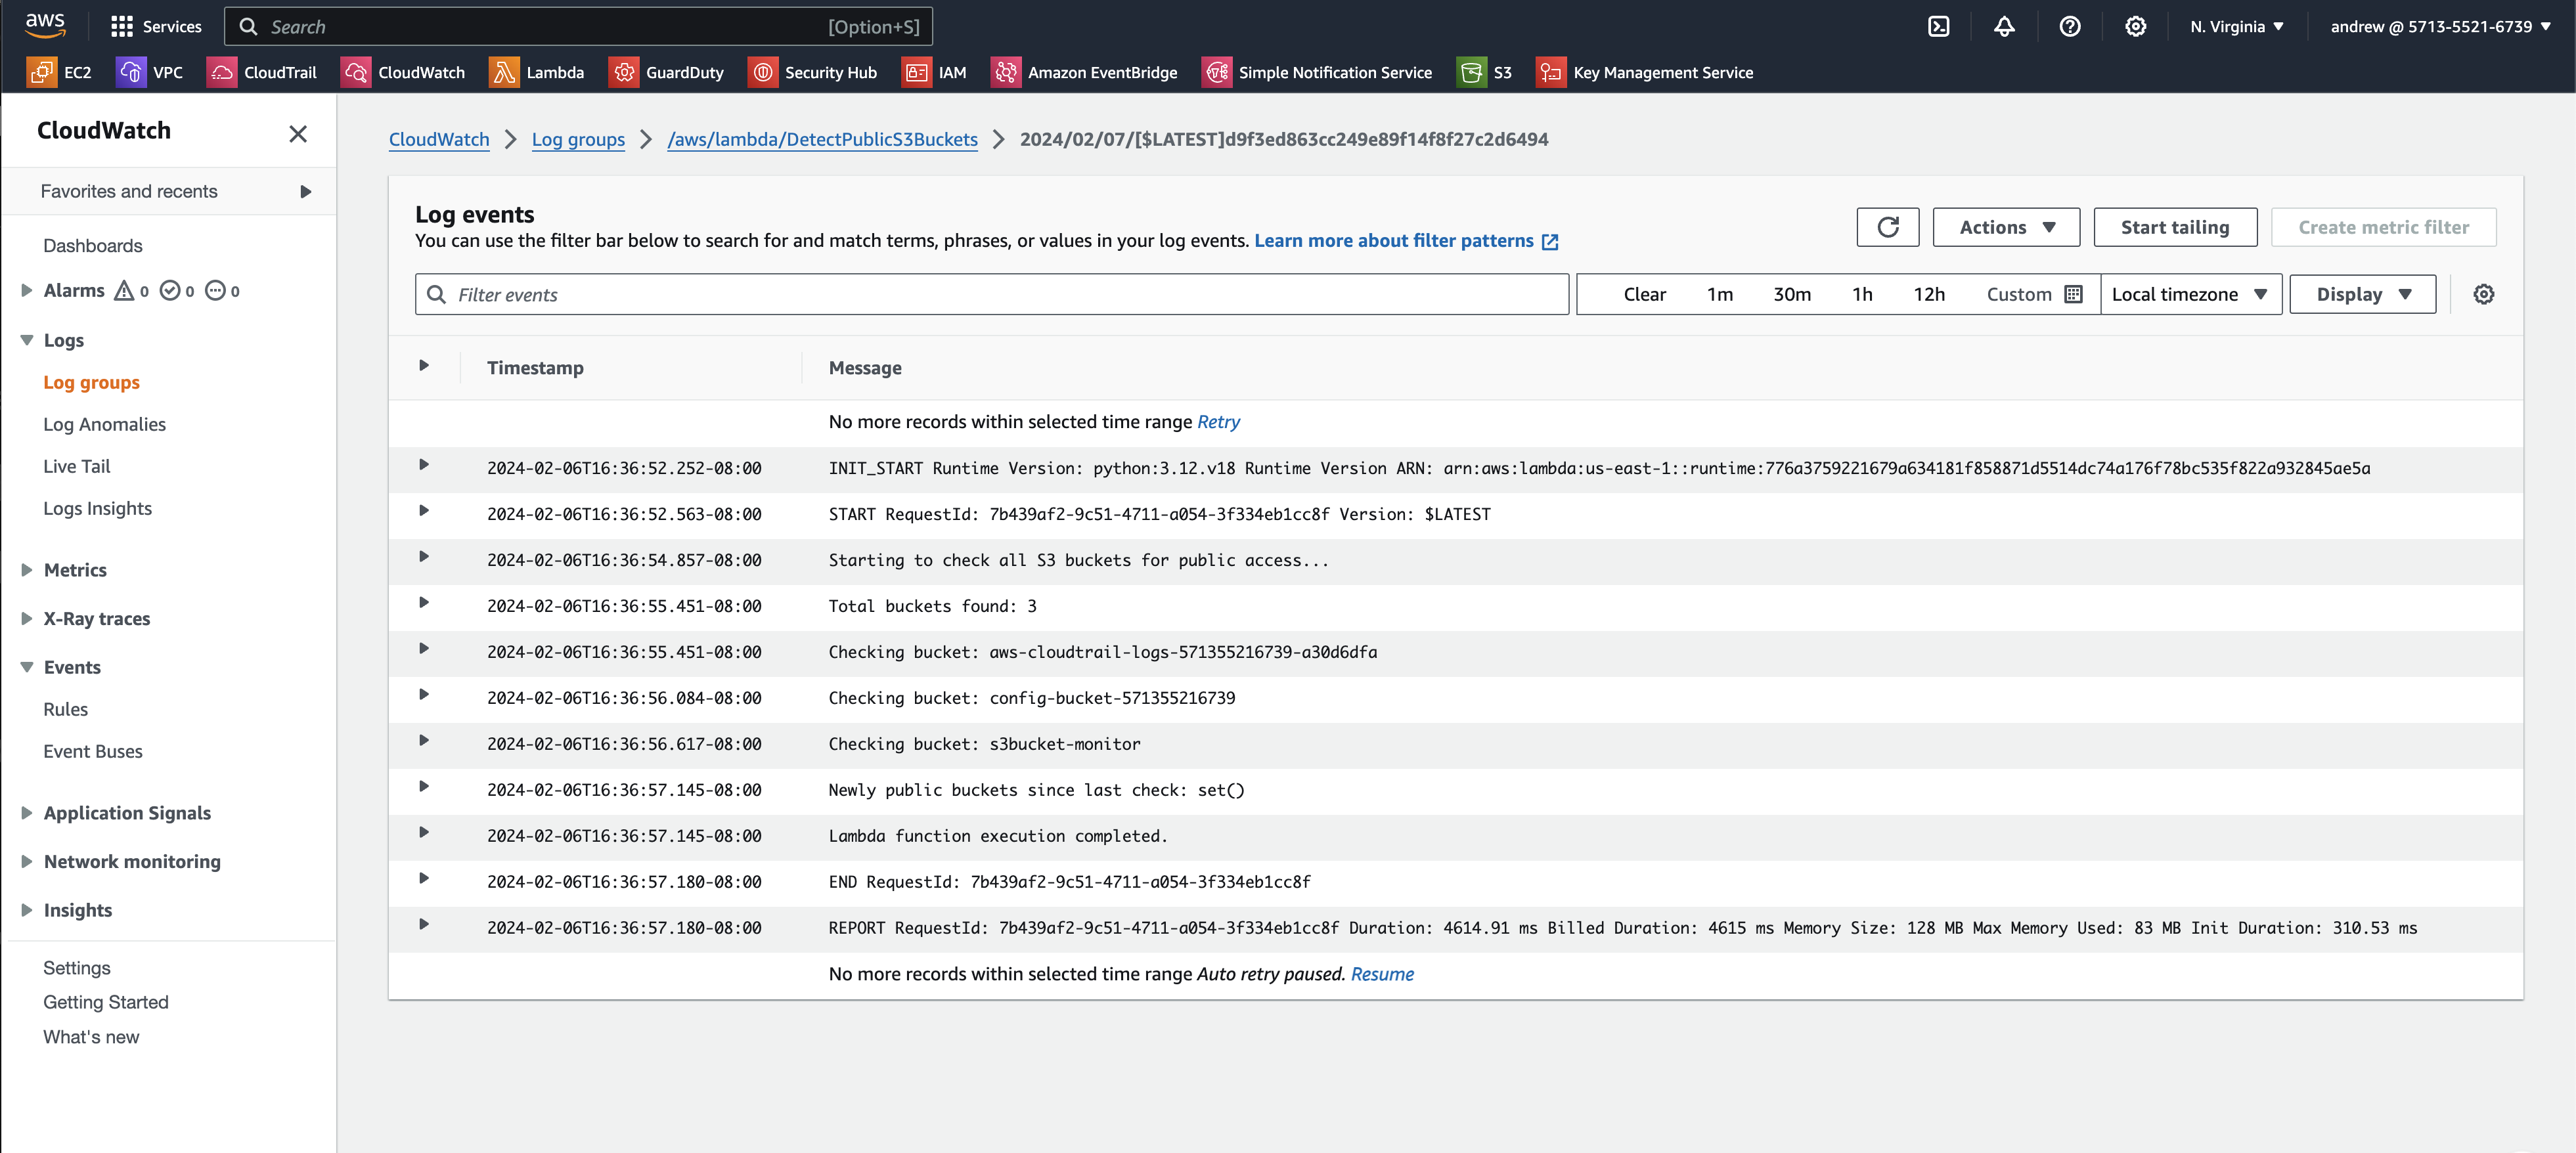 aws Services Search [Option+S] N. Virginia andrew @ 5713-5521-6739
EC2 VPC CloudTrail CloudWatch Lambda GuardDuty Security Hub IAM Amazon EventBridge Simple Notification Service S3 Key Management Service
CloudWatch
Favorites and recents
Dashboards
Alarms 0 0 0
Logs
Log groups
Log Anomalies
Live Tail
Logs Insights
Metrics
X-Ray traces
Events
Rules
Event Buses
Application Signals
Network monitoring
Insights
Settings
Getting Started
What's new
CloudWatch Log groups /aws/lambda/DetectPublicS3Buckets 2024/02/07/[$LATEST]d9f3ed863cc249e89f14f8f27c2d6494
Log events
You can use the filter bar below to search for and match terms, phrases, or values in your log events. Learn more about filter patterns
Actions Start tailing Create metric filter
Filter events Clear 1m 30m 1h 12h Custom Local timezone Display
Timestamp Message
No more records within selected time range Retry
2024-02-06T16:36:52.252-08:00 INIT_START Runtime Version: python:3.12.v18 Runtime Version ARN: arn:aws:lambda:us-east-1::runtime:776a3759221679a634181f858871d5514dc74a176f78bc535f822a932845ae5a
2024-02-06T16:36:52.563-08:00 START RequestId: 7b439af2-9c51-4711-a054-3f334eb1cc8f Version: $LATEST
2024-02-06T16:36:54.857-08:00 Starting to check all S3 buckets for public access...
2024-02-06T16:36:55.451-08:00 Total buckets found: 3
2024-02-06T16:36:55.451-08:00 Checking bucket: aws-cloudtrail-logs-571355216739-a30d6dfa
2024-02-06T16:36:56.084-08:00 Checking bucket: config-bucket-571355216739
2024-02-06T16:36:56.617-08:00 Checking bucket: s3bucket-monitor
2024-02-06T16:36:57.145-08:00 Newly public buckets since last check: set()
2024-02-06T16:36:57.145-08:00 Lambda function execution completed.
2024-02-06T16:36:57.180-08:00 END RequestId: 7b439af2-9c51-4711-a054-3f334eb1cc8f
2024-02-06T16:36:57.180-08:00 REPORT RequestId: 7b439af2-9c51-4711-a054-3f334eb1cc8f Duration: 4614.91 ms Billed Duration: 4615 ms Memory Size: 128 MB Max Memory Used: 83 MB Init Duration: 310.53 ms
No more records within selected time range Auto retry paused. Resume